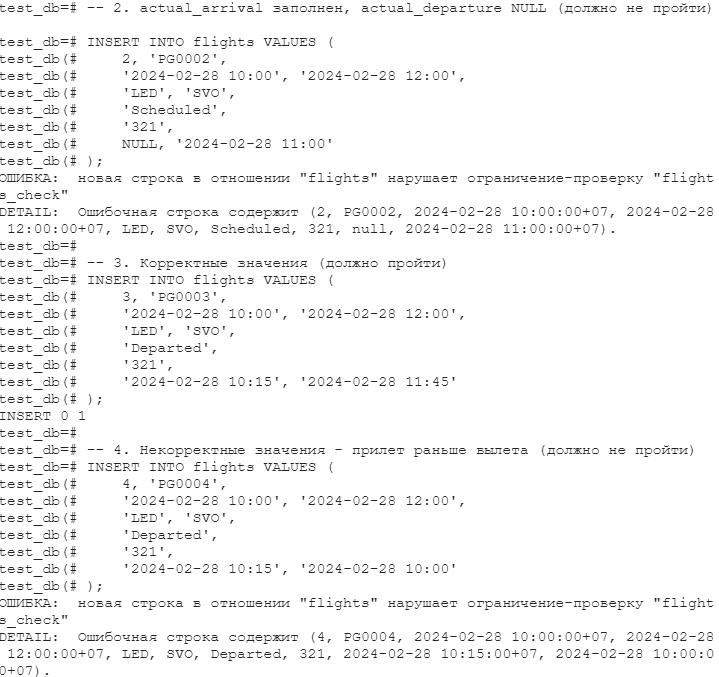 test_db=# -- 2. actual_arrival заполнен, actual_departure NULL (должно не пройти)
test_db=# INSERT INTO flights VALUES (
test_db(#     2, 'PG0002',
test_db(#     '2024-02-28 10:00', '2024-02-28 12:00',
test_db(#     'LED', 'SVO',
test_db(#     'Scheduled',
test_db(#     '321',
test_db(#     NULL, '2024-02-28 11:00'
test_db(# );
ОШИБКА:  новая строка в отношении "flights" нарушает ограничение-проверку "flight
s_check"
DETAIL:  Ошибочная строка содержит (2, PG0002, 2024-02-28 10:00:00+07, 2024-02-28
 12:00:00+07, LED, SVO, Scheduled, 321, null, 2024-02-28 11:00:00+07).
test_db=#
test_db=# -- 3. Корректные значения (должно пройти)
test_db=# INSERT INTO flights VALUES (
test_db(#     3, 'PG0003',
test_db(#     '2024-02-28 10:00', '2024-02-28 12:00',
test_db(#     'LED', 'SVO',
test_db(#     'Departed',
test_db(#     '321',
test_db(#     '2024-02-28 10:15', '2024-02-28 11:45'
test_db(# );
INSERT 0 1
test_db=#
test_db=# -- 4. Некорректные значения - прилет раньше вылета (должно не пройти)
test_db=# INSERT INTO flights VALUES (
test_db(#     4, 'PG0004',
test_db(#     '2024-02-28 10:00', '2024-02-28 12:00',
test_db(#     'LED', 'SVO',
test_db(#     'Departed',
test_db(#     '321',
test_db(#     '2024-02-28 10:15', '2024-02-28 10:00'
test_db(# );
ОШИБКА:  новая строка в отношении "flights" нарушает ограничение-проверку "flight
s_check"
DETAIL:  Ошибочная строка содержит (4, PG0004, 2024-02-28 10:00:00+07, 2024-02-28
 12:00:00+07, LED, SVO, Departed, 321, 2024-02-28 10:15:00+07, 2024-02-28 10:00:0
0+07).